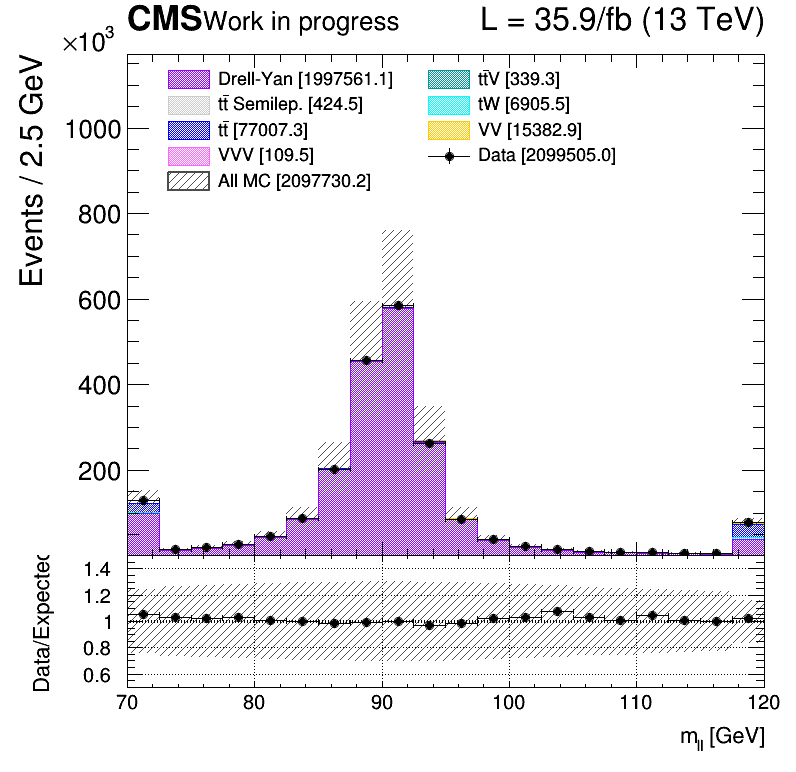 CMS Work in progress L = 35.9/fb (13 TeV)
×10³
Drell-Yan [1997561.1]
tt̄ Semilep. [424.5]
tt̄ [77007.3]
VVV [109.5]
All MC [2097730.2]
tt̄V [339.3]
tW [6905.5]
VV [15382.9]
Data [2099505.0]
Events / 2.5 GeV
1000
800
600
400
200
Data/Expected
1.4
1.2
1
0.8
0.6
70 80 90 100 110 120
m_ll [GeV]